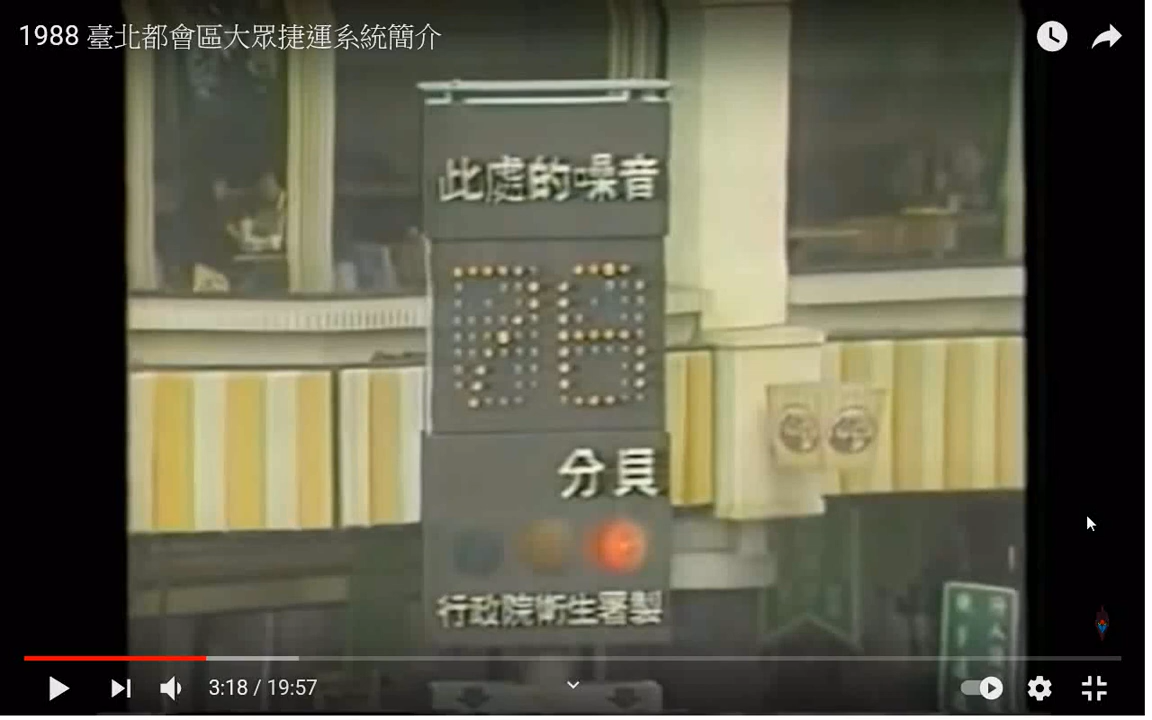 1988 臺北都會區大眾捷運系統簡介
此處的噪音
分貝
行政院衛生署製
3:18 / 19:57